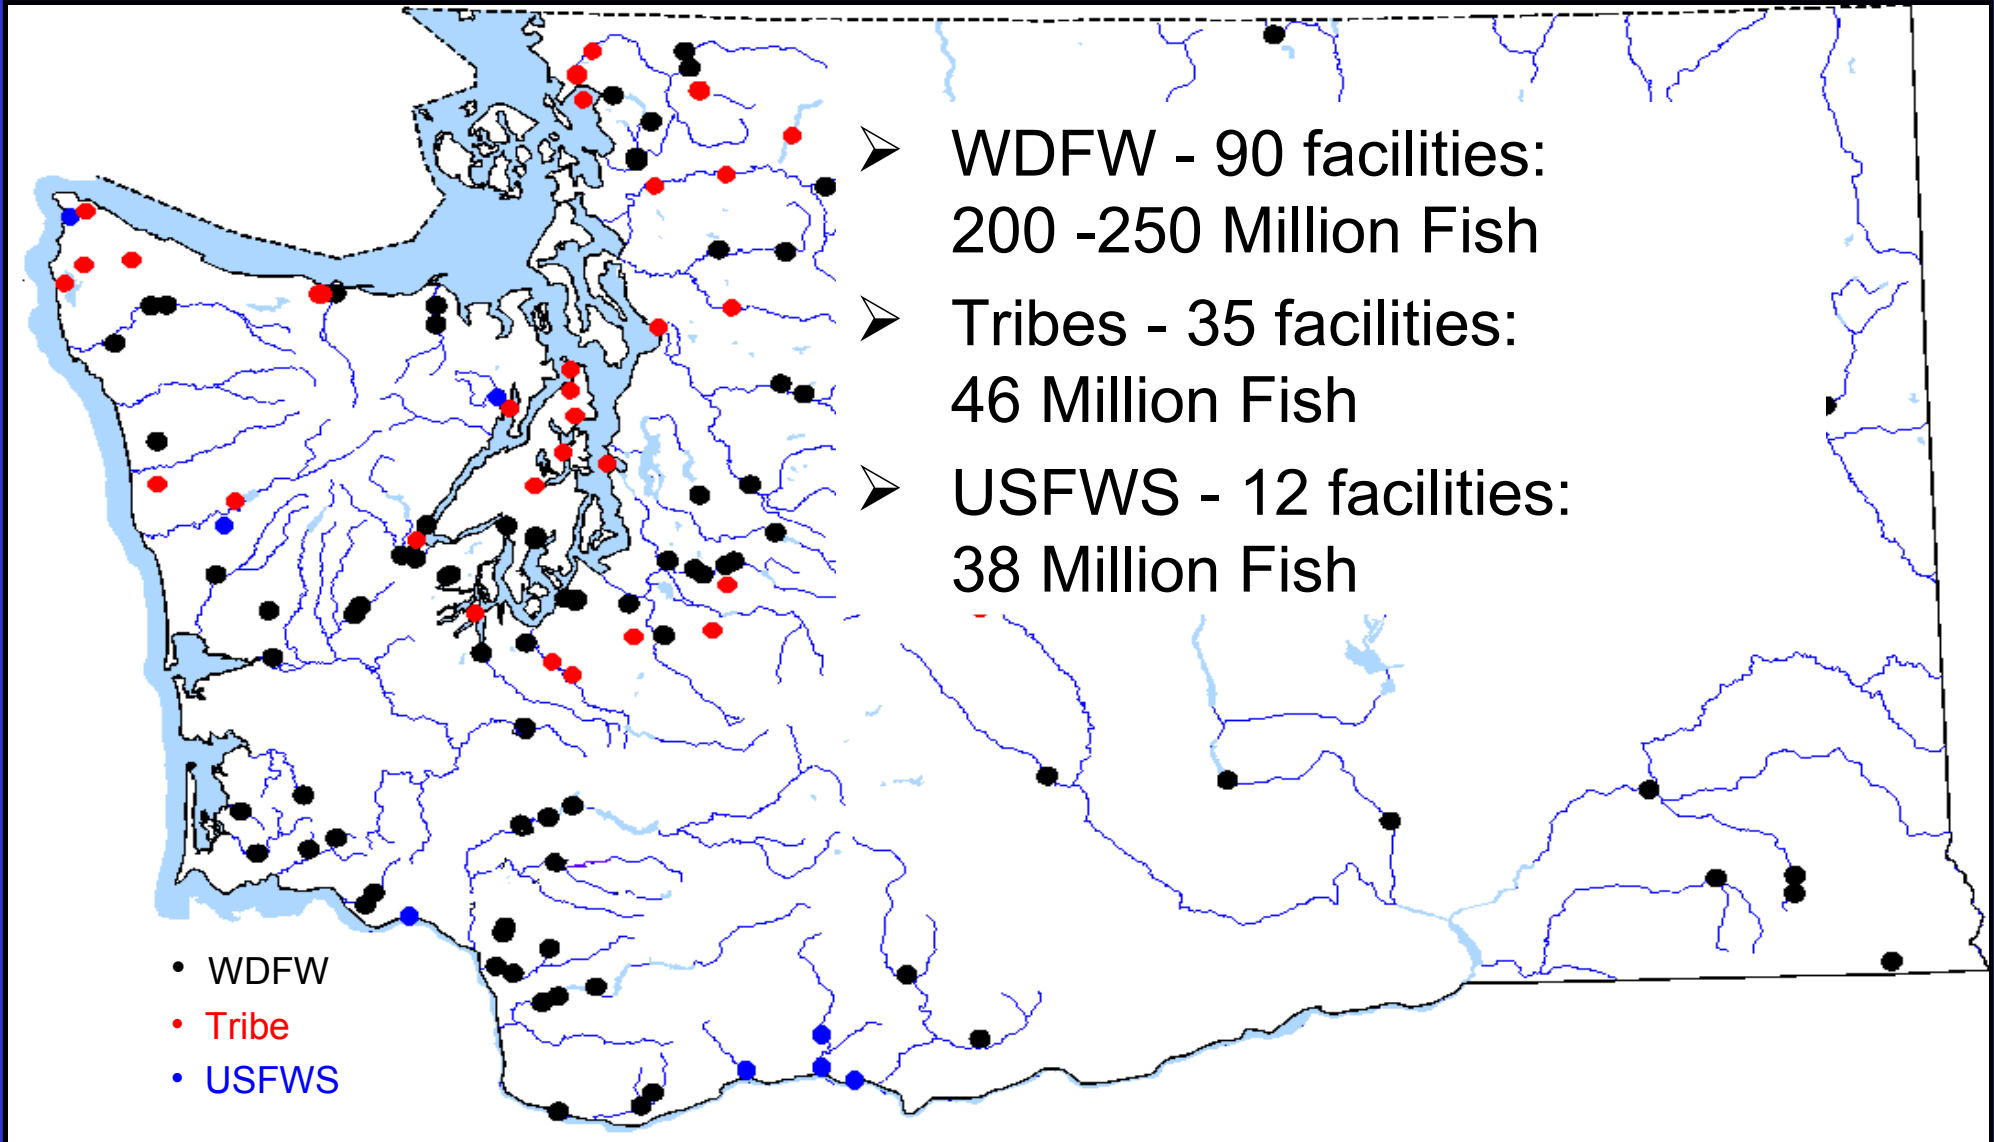 ➢ WDFW - 90 facilities:
200 -250 Million Fish
➢ Tribes - 35 facilities:
46 Million Fish
➢ USFWS - 12 facilities:
38 Million Fish
• WDFW
• Tribe
• USFWS